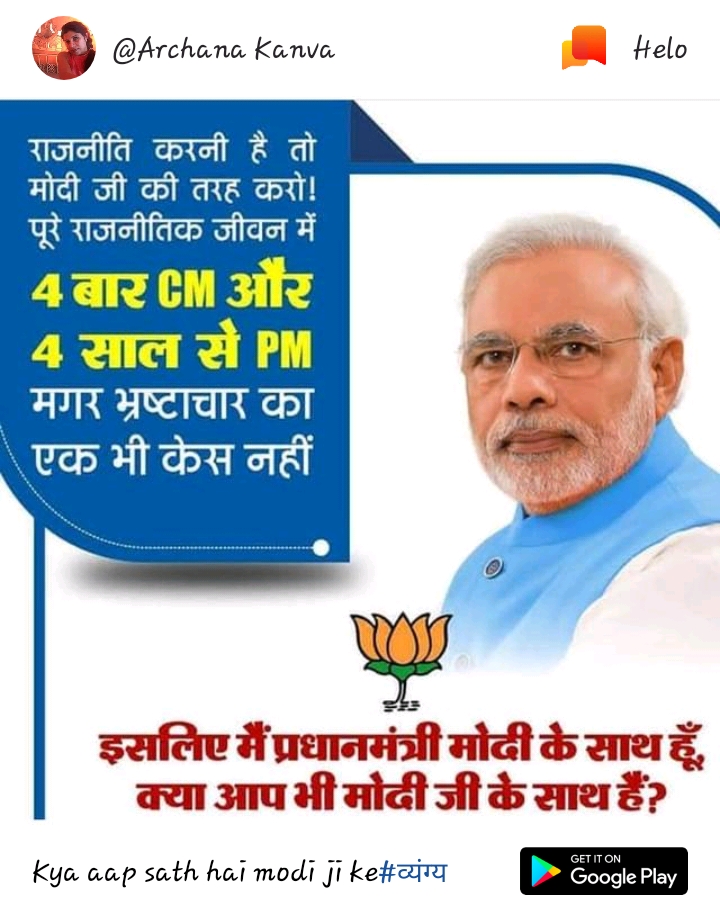 @Archana Kanva
Helo
राजनीति करनी है तो
मोदी जी की तरह करो!
पूरे राजनीतिक जीवन में
4 बार CM और
4 साल से PM
मगर भ्रष्टाचार का
एक भी केस नहीं
इसलिए मैं प्रधानमंत्री मोदी के साथ हूँ,
क्या आप भी मोदी जी के साथ हैं?
Kya aap sath hai modi ji ke#व्यंग्य
GET IT ON
Google Play